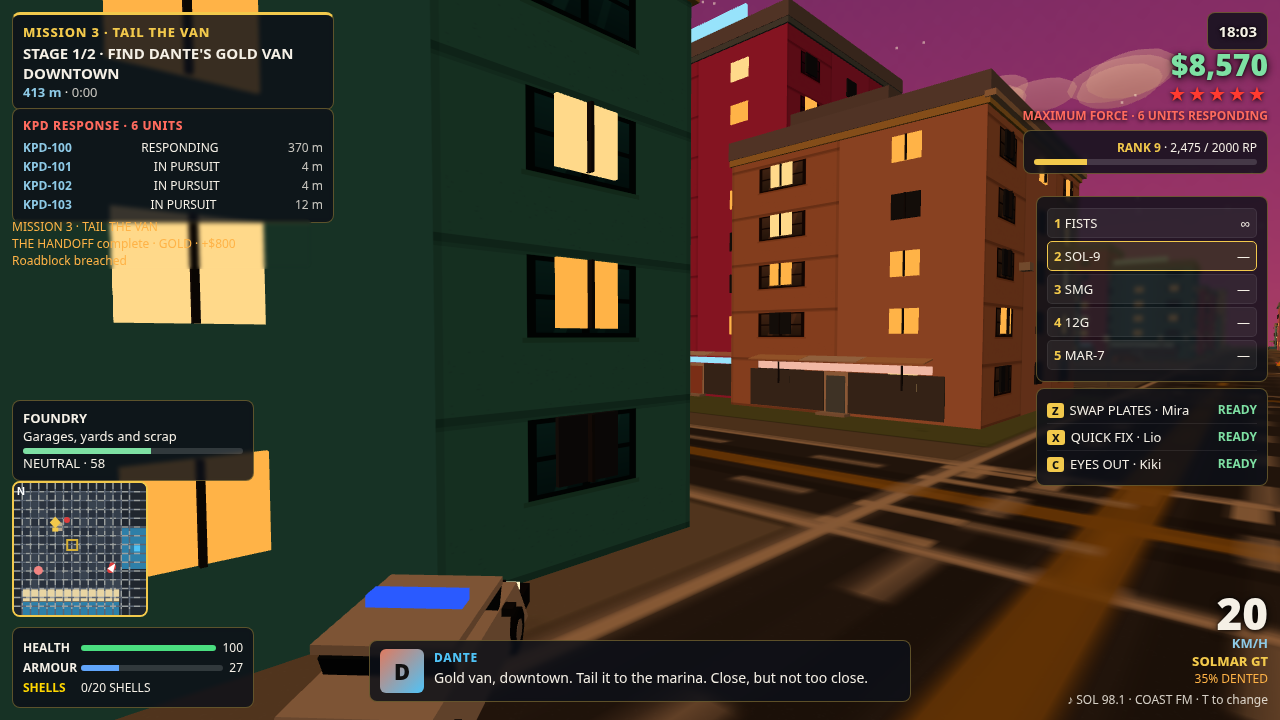 MISSION 3 · TAIL THE VAN
STAGE 1/2 · FIND DANTE'S GOLD VAN
DOWNTOWN
413 m · 0:00
KPD RESPONSE · 6 UNITS
KPD-100 RESPONDING 370 m
KPD-101 IN PURSUIT 4 m
KPD-102 IN PURSUIT 4 m
KPD-103 IN PURSUIT 12 m
MISSION 3 · TAIL THE VAN
THE HANDOFF complete · GOLD · +$800
Roadblock breached
FOUNDRY
Garages, yards and scrap
NEUTRAL · 58
N
HEALTH 100
ARMOUR 27
SHELLS 0/20 SHELLS
D
DANTE
Gold van, downtown. Tail it to the marina. Close, but not too close.
18:03
$8,570
★★★★★
MAXIMUM FORCE · 6 UNITS RESPONDING
RANK 9 · 2,475 / 2000 RP
1 FISTS ∞
2 SOL-9 —
3 SMG —
4 12G —
5 MAR-7 —
Z SWAP PLATES · Mira READY
X QUICK FIX · Lio READY
C EYES OUT · Kiki READY
20
KM/H
SOLMAR GT
35% DENTED
♪ SOL 98.1 · COAST FM · T to change